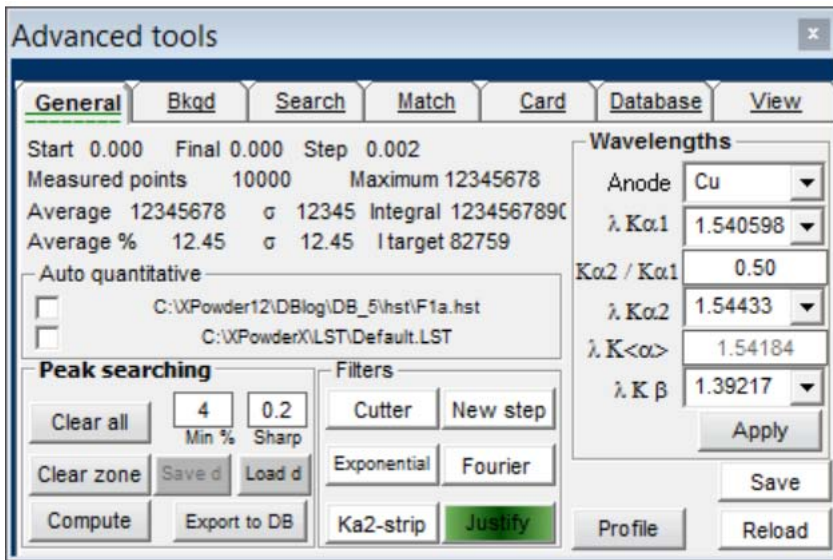 Advanced tools
x
General Bkqd Search Match Card Database View
Start 0.000 Final 0.000 Step 0.002
Measured points 10000 Maximum 12345678
Average 12345678 σ 12345 Integral 1234567890
Average % 12.45 σ 12.45 I target 82759
Auto quantitative
C:\XPowder12\DBlog\DB_5\hst\F1a.hst
C:\XPowderX\LST\Default.LST
Peak searching
Clear all 4 0.2
Min % Sharp
Clear zone Save d Load d
Compute Export to DB
Filters
Cutter New step
Exponential Fourier
Ka2-strip Justify
Wavelengths
Anode Cu
λ Kα1 1.540598
Kα2 / Kα1 0.50
λ Kα2 1.54433
λ K<α> 1.54184
λ K β 1.39217
Apply
Save
Profile Reload